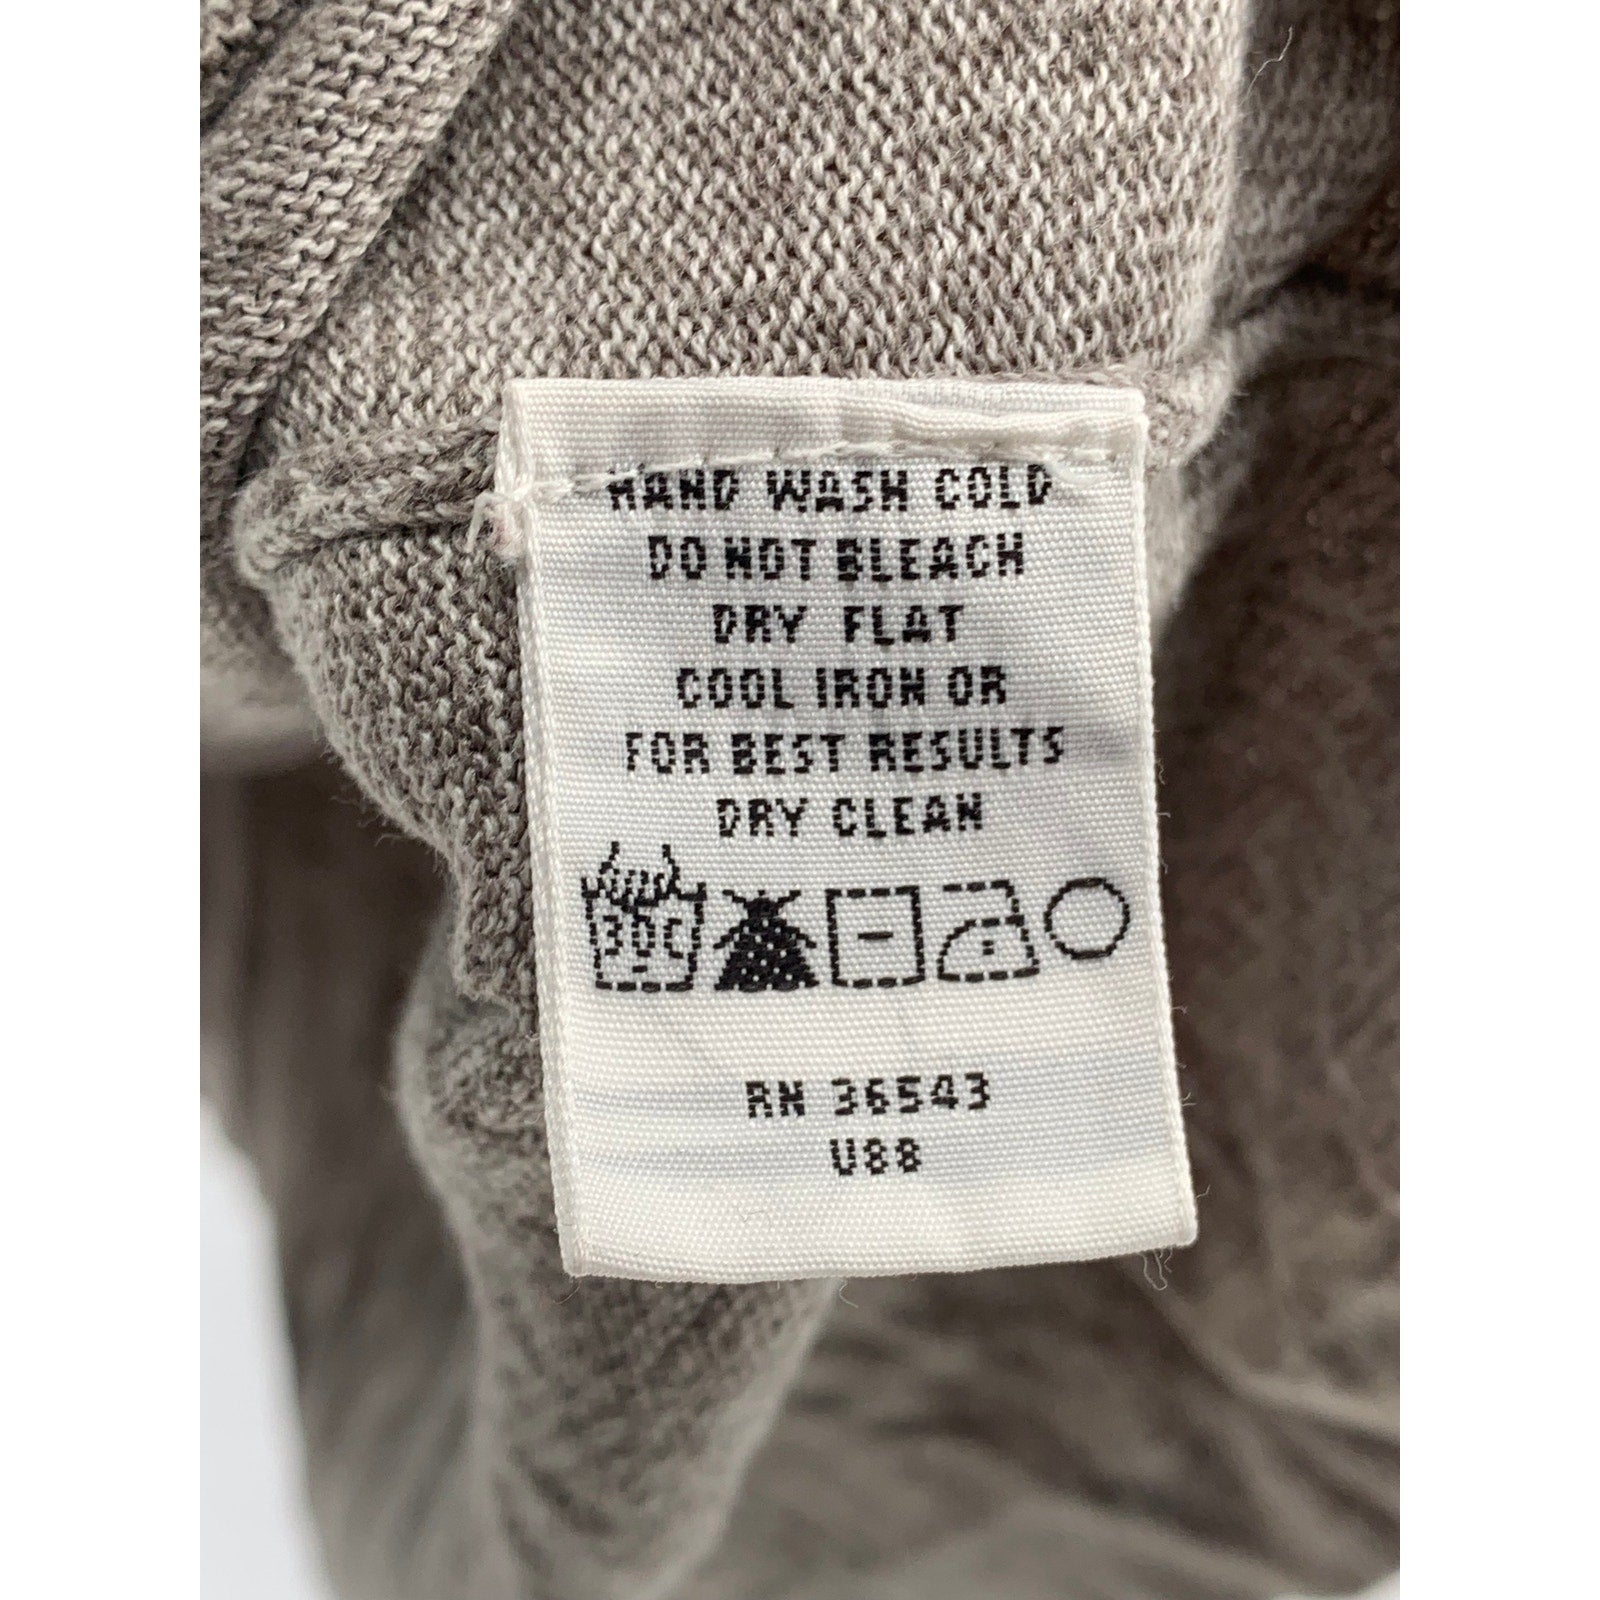 HAND WASH COLD
DO NOT BLEACH
DRY FLAT
COOL IRON OR
FOR BEST RESULTS
DRY CLEAN
30C
RN 36543
U88